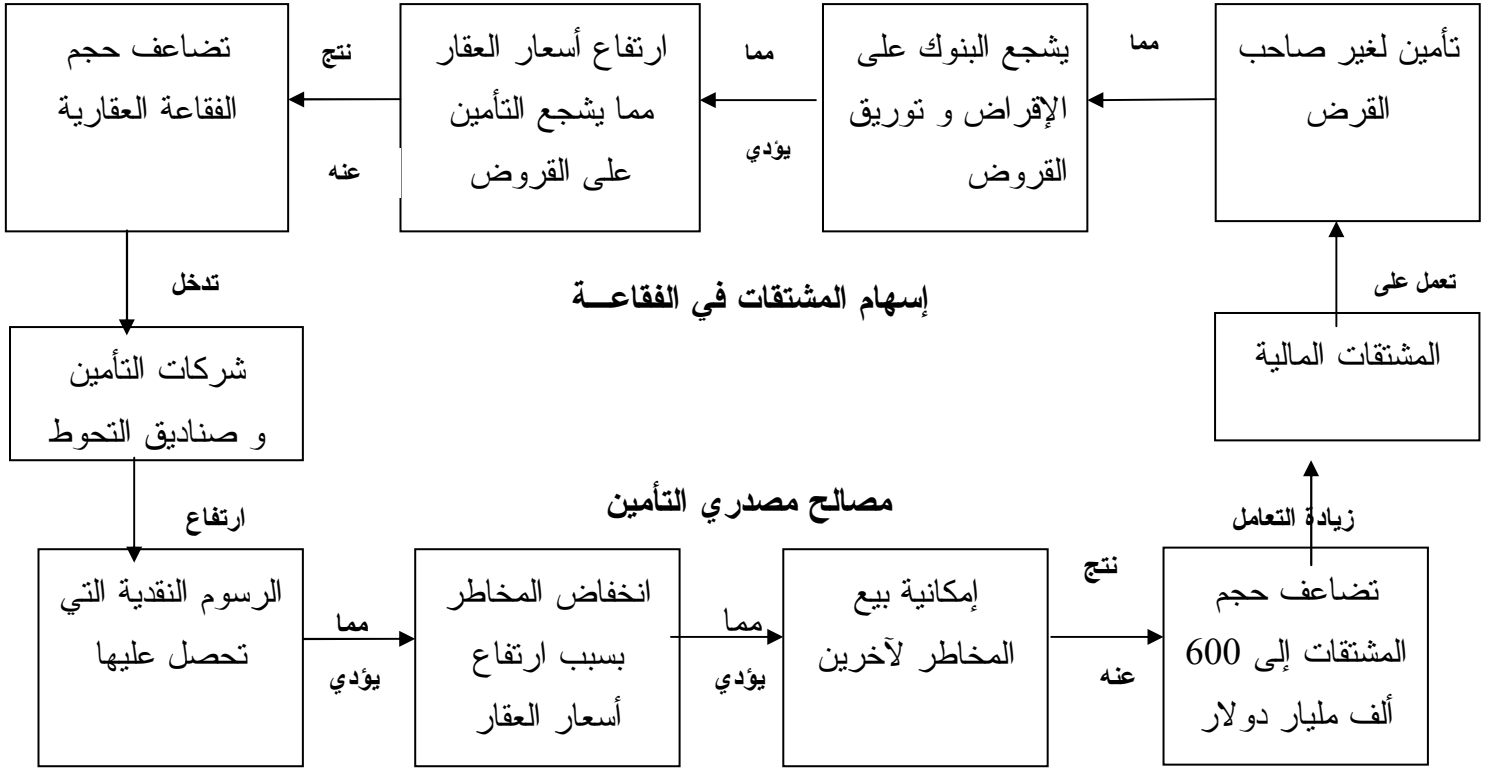 تأمين لغير صاحب
القرض
مما
يشجع البنوك على
الإقراض و توريق
القروض
مما
يؤدي
ارتفاع أسعار العقار
مما يشجع التأمين
على القروض
نتج
عنه
تضاعف حجم
الفقاعة العقارية
تعمل على
إسهام المشتقات في الفقاعـــة
تدخل
المشتقات المالية
شركات التأمين
و صناديق التحوط
مصالح مصدري التأمين
زيادة التعامل
ارتفاع
الرسوم النقدية التي
تحصل عليها
مما
يؤدي
انخفاض المخاطر
بسبب ارتفاع
أسعار العقار
مما
يؤدي
إمكانية بيع
المخاطر لآخرين
نتج
عنه
تضاعف حجم
المشتقات إلى 600
ألف مليار دولار